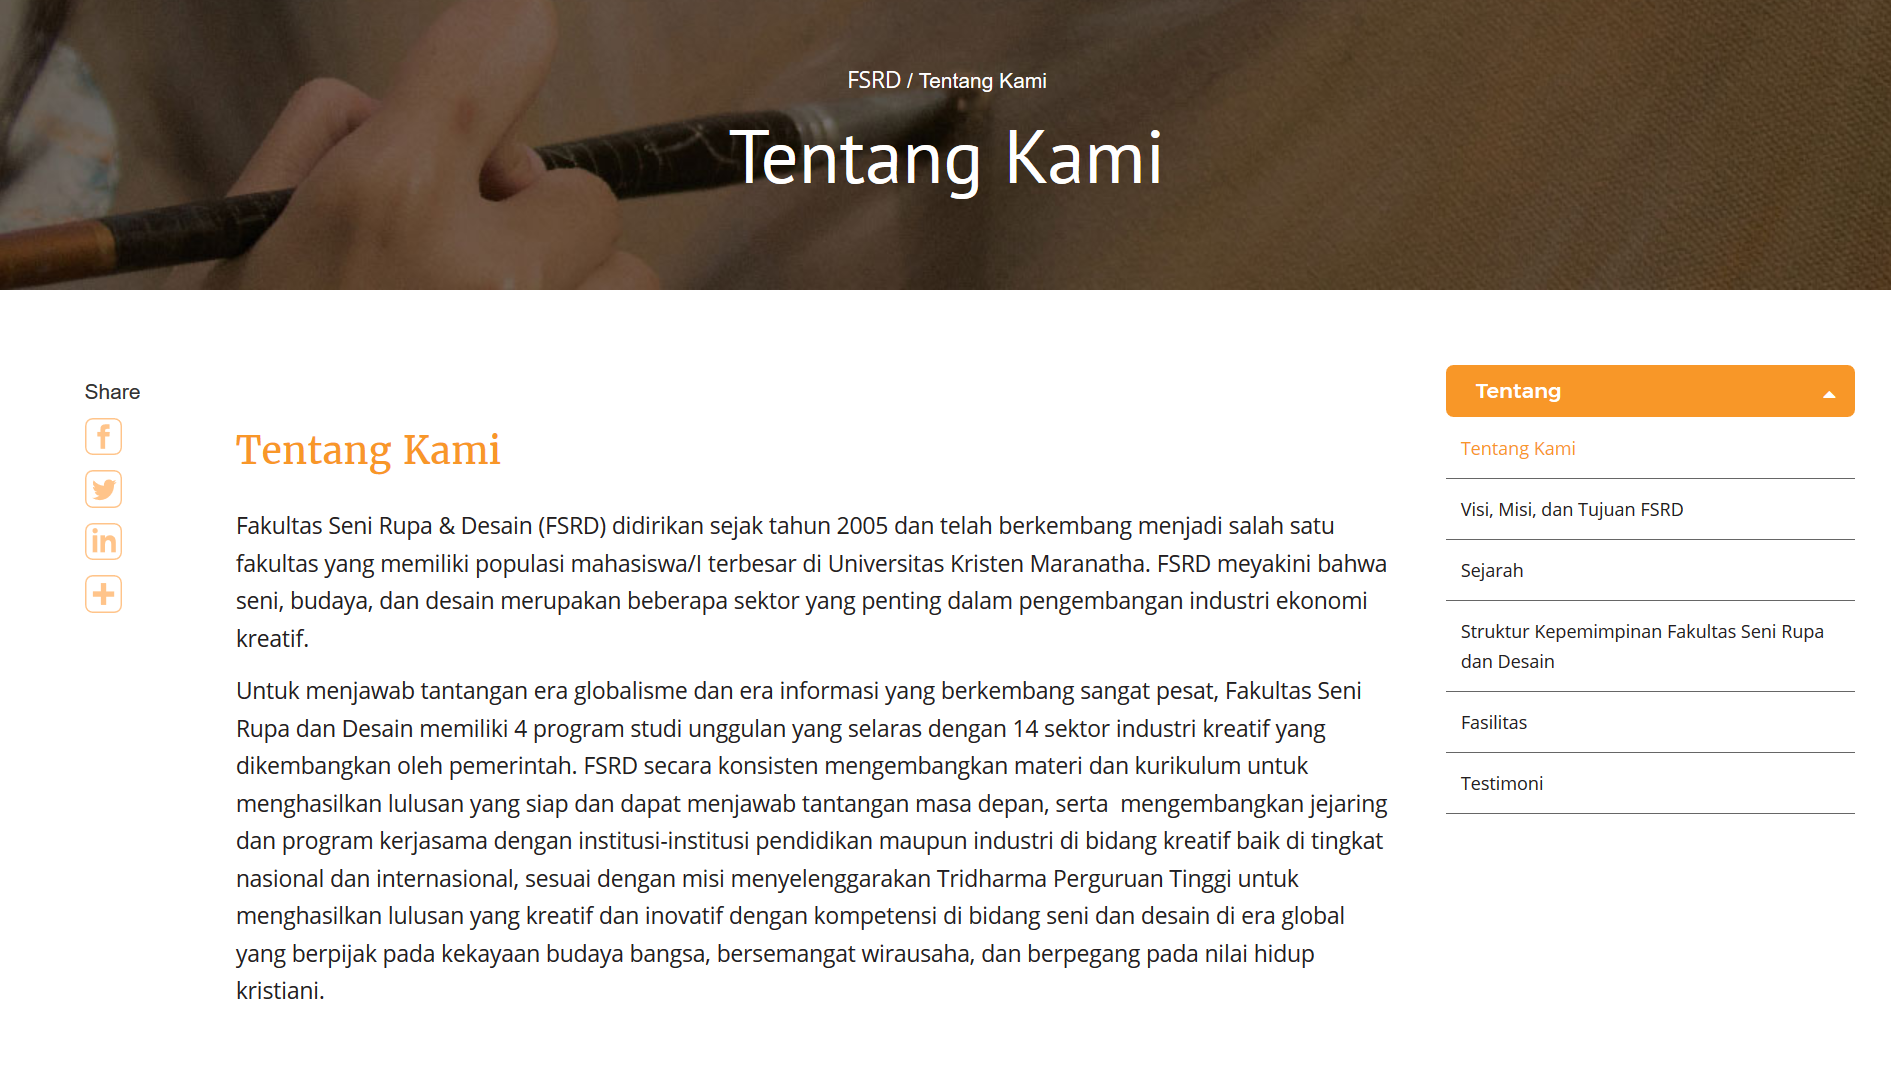 FSRD / Tentang Kami
Tentang Kami
Share
Tentang Kami
Fakultas Seni Rupa & Desain (FSRD) didirikan sejak tahun 2005 dan telah berkembang menjadi salah satu
fakultas yang memiliki populasi mahasiswa/I terbesar di Universitas Kristen Maranatha. FSRD meyakini bahwa
seni, budaya, dan desain merupakan beberapa sektor yang penting dalam pengembangan industri ekonomi
kreatif.
Untuk menjawab tantangan era globalisme dan era informasi yang berkembang sangat pesat, Fakultas Seni
Rupa dan Desain memiliki 4 program studi unggulan yang selaras dengan 14 sektor industri kreatif yang
dikembangkan oleh pemerintah. FSRD secara konsisten mengembangkan materi dan kurikulum untuk
menghasilkan lulusan yang siap dan dapat menjawab tantangan masa depan, serta  mengembangkan jejaring
dan program kerjasama dengan institusi-institusi pendidikan maupun industri di bidang kreatif baik di tingkat
nasional dan internasional, sesuai dengan misi menyelenggarakan Tridharma Perguruan Tinggi untuk
menghasilkan lulusan yang kreatif dan inovatif dengan kompetensi di bidang seni dan desain di era global
yang berpijak pada kekayaan budaya bangsa, bersemangat wirausaha, dan berpegang pada nilai hidup
kristiani.
Tentang
Tentang Kami
Visi, Misi, dan Tujuan FSRD
Sejarah
Struktur Kepemimpinan Fakultas Seni Rupa
dan Desain
Fasilitas
Testimoni